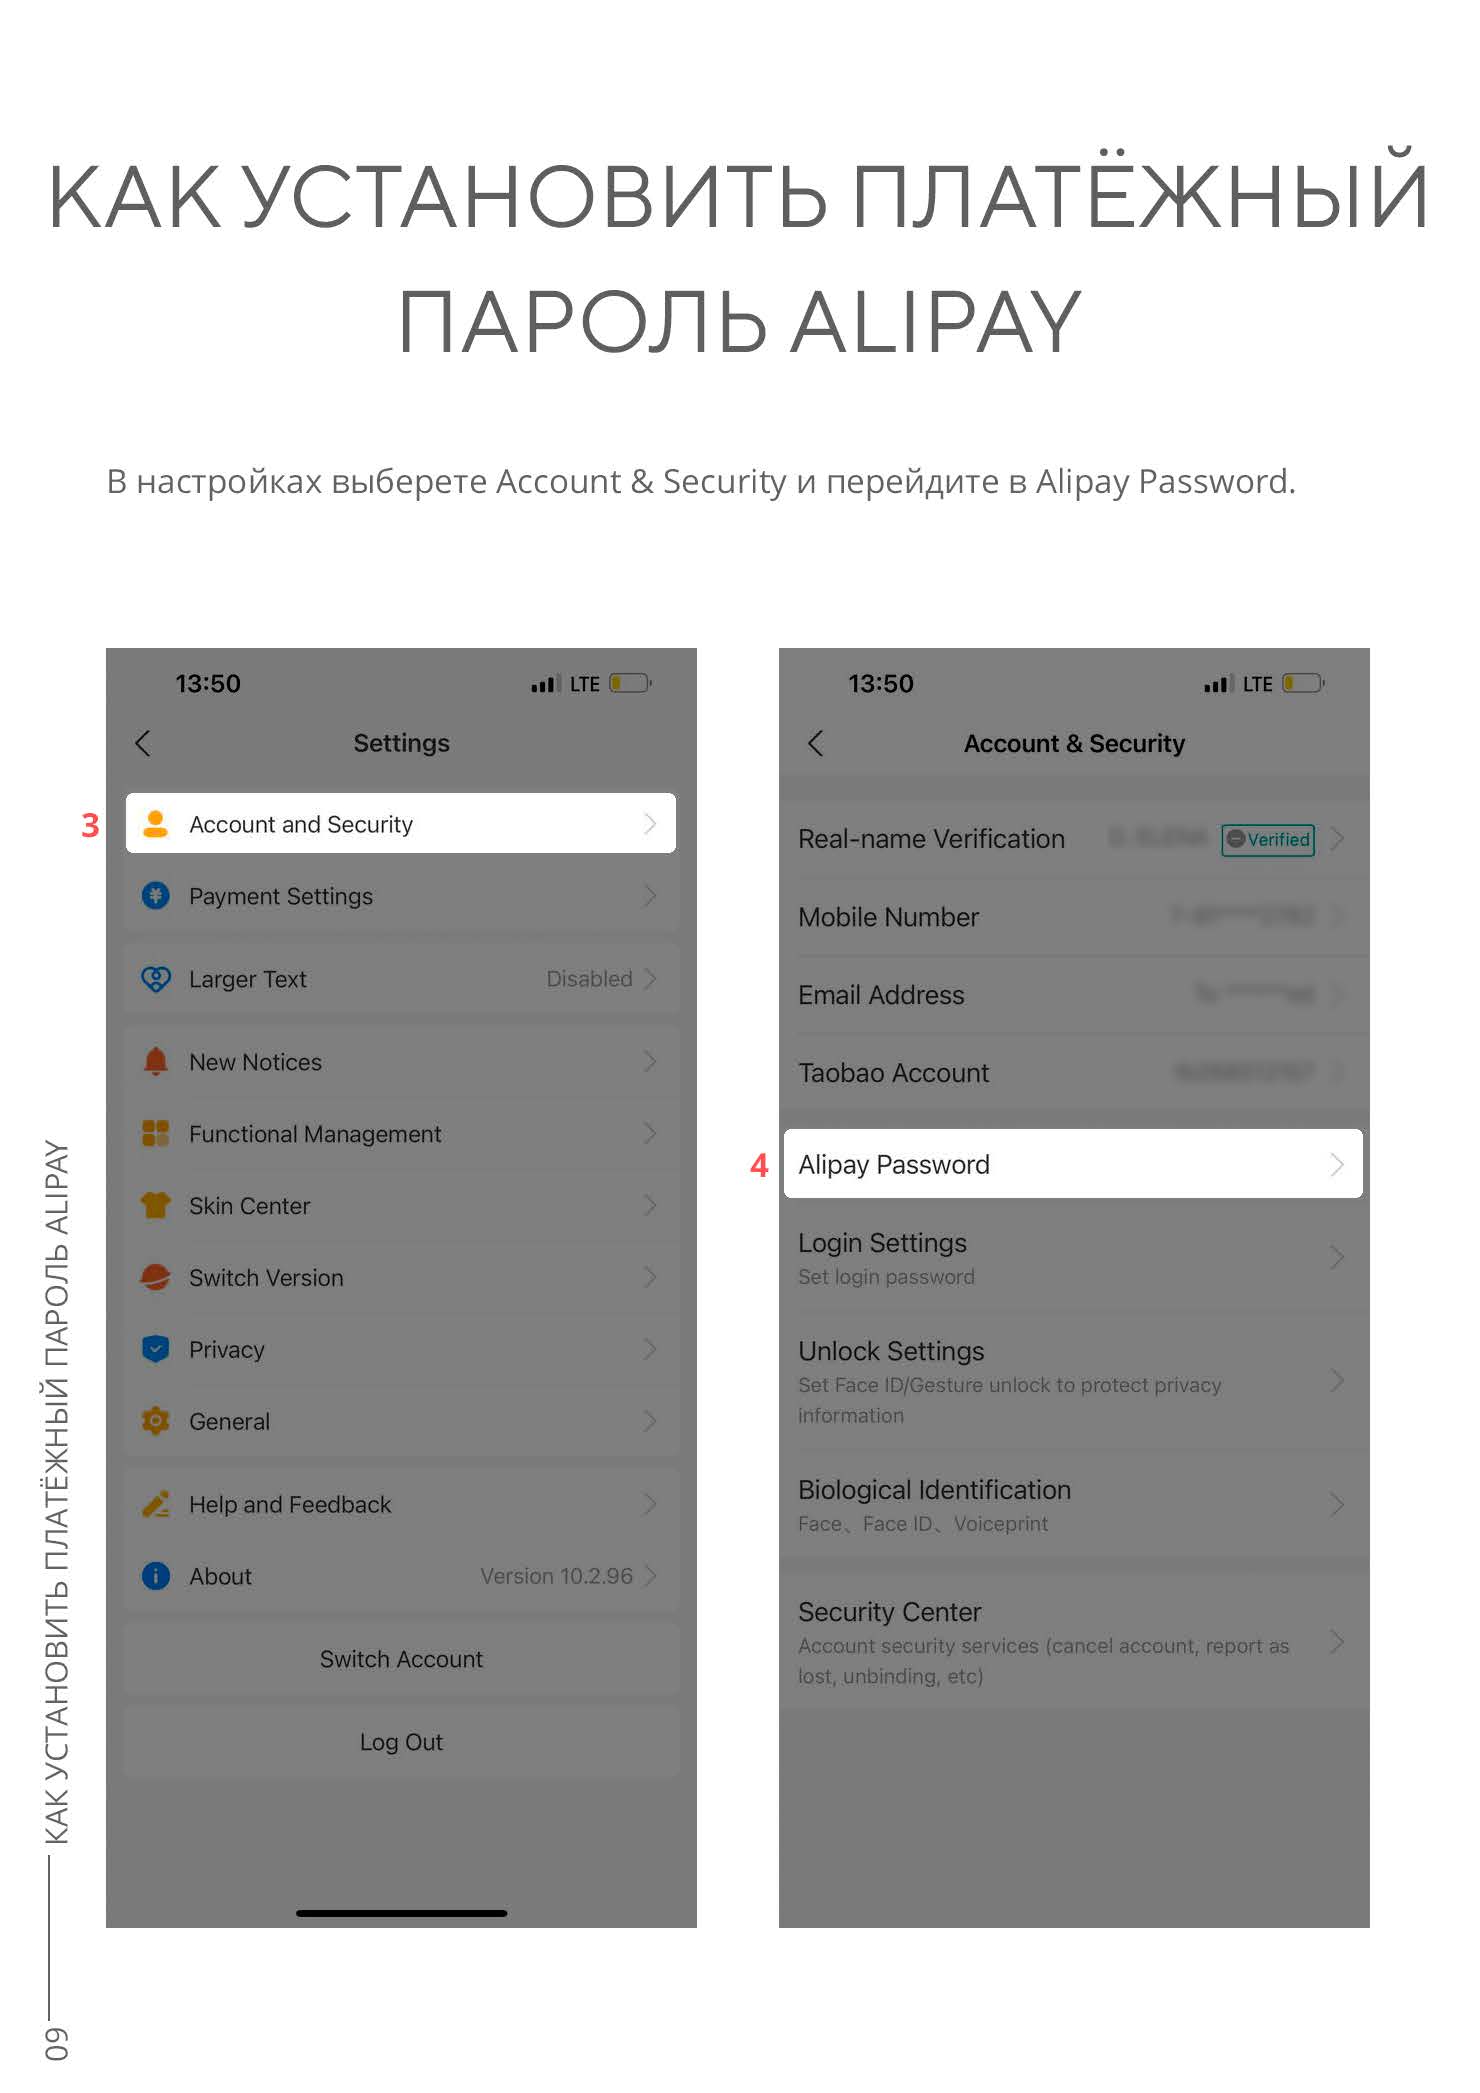 КАК УСТАНОВИТЬ ПЛАТЁЖНЫЙ
ПАРОЛЬ ALIPAY
В настройках выберете Account & Security и перейдите в Alipay Password.
13:50
LTE
Settings
3
Account and Security
Payment Settings
Larger Text
Disabled
New Notices
Functional Management
Skin Center
Switch Version
Privacy
General
Help and Feedback
About
Version 10.2.96
Switch Account
Log Out
13:50
LTE
Account & Security
Real-name Verification
Verified
Mobile Number
Email Address
Taobao Account
4
Alipay Password
Login Settings
Set login password
Unlock Settings
Set Face ID/Gesture unlock to protect privacy
information
Biological Identification
Face、Face ID、Voiceprint
Security Center
Account security services (cancel account, report as
lost, unbinding, etc)
09
КАК УСТАНОВИТЬ ПЛАТЁЖНЫЙ ПАРОЛЬ ALIPAY